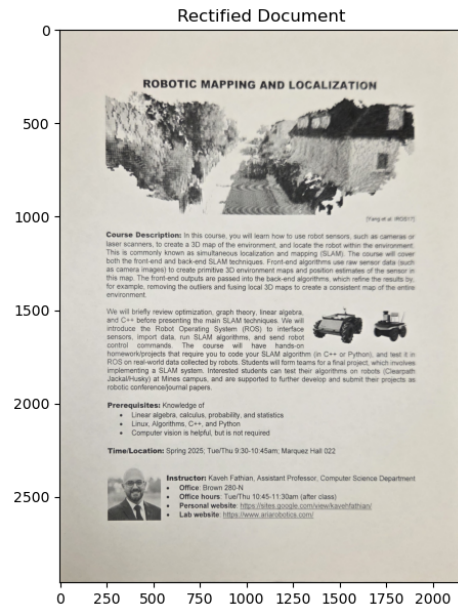 Rectified Document
0
500
1000
1500
2000
2500
ROBOTIC MAPPING AND LOCALIZATION
[Yang et al. IROS17]
Course Description: In this course, you will learn how to use robot sensors, such as cameras or
laser scanners, to create a 3D map of the environment, and locate the robot within the environment.
This is commonly known as simultaneous localization and mapping (SLAM). The course will cover
both the front-end and back-end SLAM techniques. Front-end algorithms use raw sensor data (such
as camera images) to create primitive 3D environment maps and position estimates of the sensor in
this map. The front-end outputs are passed into the back-end algorithms, which refine the results by,
for example, removing the outliers and fusing local 3D maps to create a consistent map of the entire
environment.
We will briefly review optimization, graph theory, linear algebra,
and C++ before presenting the main SLAM techniques. We will
introduce the Robot Operating System (ROS) to interface
sensors, import data, run SLAM algorithms, and send robot
control commands. The course will have hands-on
homework/projects that require you to code your SLAM algorithm (in C++ or Python), and test it in
ROS on real-world data collected by robots. Students will form teams for a final project, which involves
implementing a SLAM system. Interested students can test their algorithms on robots (Clearpath
Jackal/Husky) at Mines campus, and are supported to further develop and submit their projects as
robotic conference/journal papers.
Prerequisites: Knowledge of
• Linear algebra, calculus, probability, and statistics
• Linux, Algorithms, C++, and Python
• Computer vision is helpful, but is not required
Time/Location: Spring 2025; Tue/Thu 9:30-10:45am; Marquez Hall 022
Instructor: Kaveh Fathian, Assistant Professor, Computer Science Department
• Office: Brown 280-N
• Office hours: Tue/Thu 10:45-11:30am (after class)
• Personal website: https://sites.google.com/view/kavehfathian/
• Lab website: https://www.ariarobotics.com/
0 250 500 750 1000 1250 1500 1750 2000